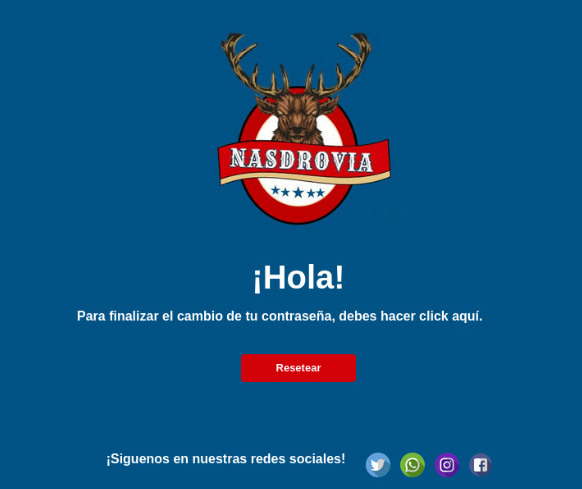 NASDROVIA
¡Hola!
Para finalizar el cambio de tu contraseña, debes hacer click aquí.
Resetear
¡Siguenos en nuestras redes sociales!